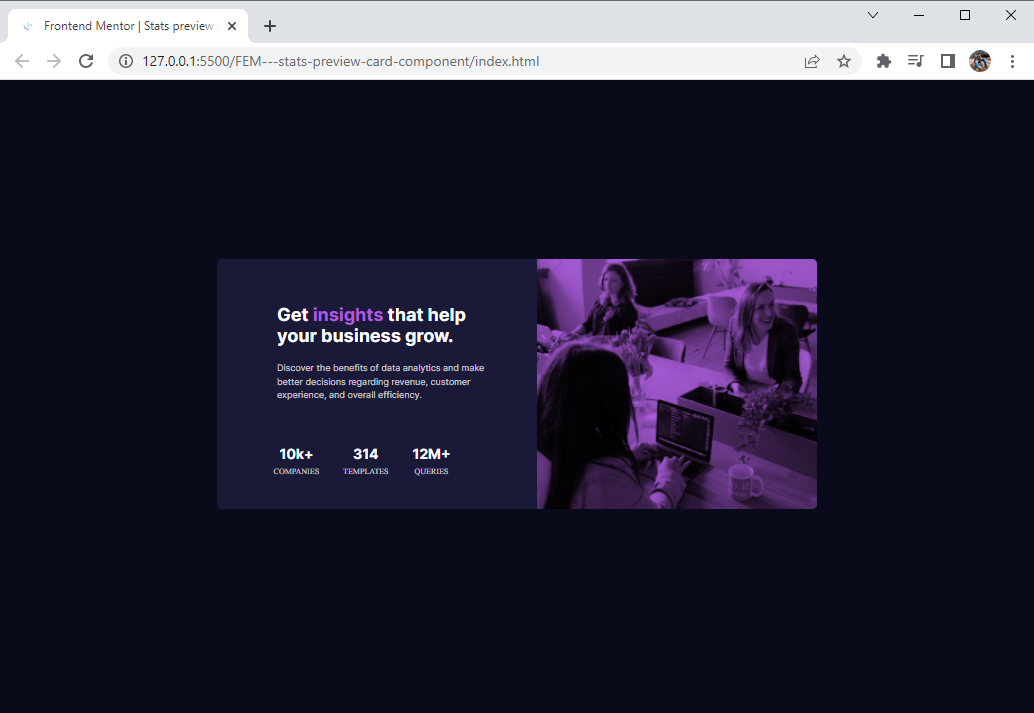 Frontend Mentor | Stats preview
127.0.0.1:5500/FEM---stats-preview-card-component/index.html
Get insights that help
your business grow.
Discover the benefits of data analytics and make
better decisions regarding revenue, customer
experience, and overall efficiency.
10k+ 314 12M+
COMPANIES TEMPLATES QUERIES